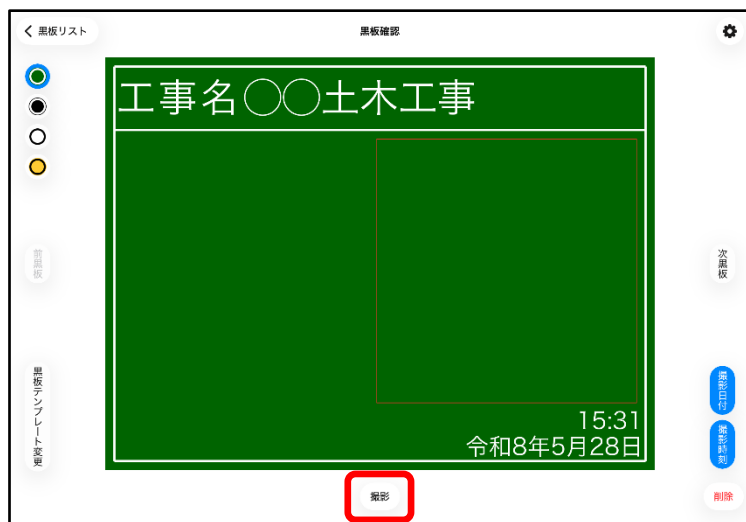 黒板リスト
黒板確認
工事名○○土木工事
前黒板
次黒板
黒板テンプレート変更
撮影日付
15:31
令和8年5月28日
撮影時刻
撮影
削除